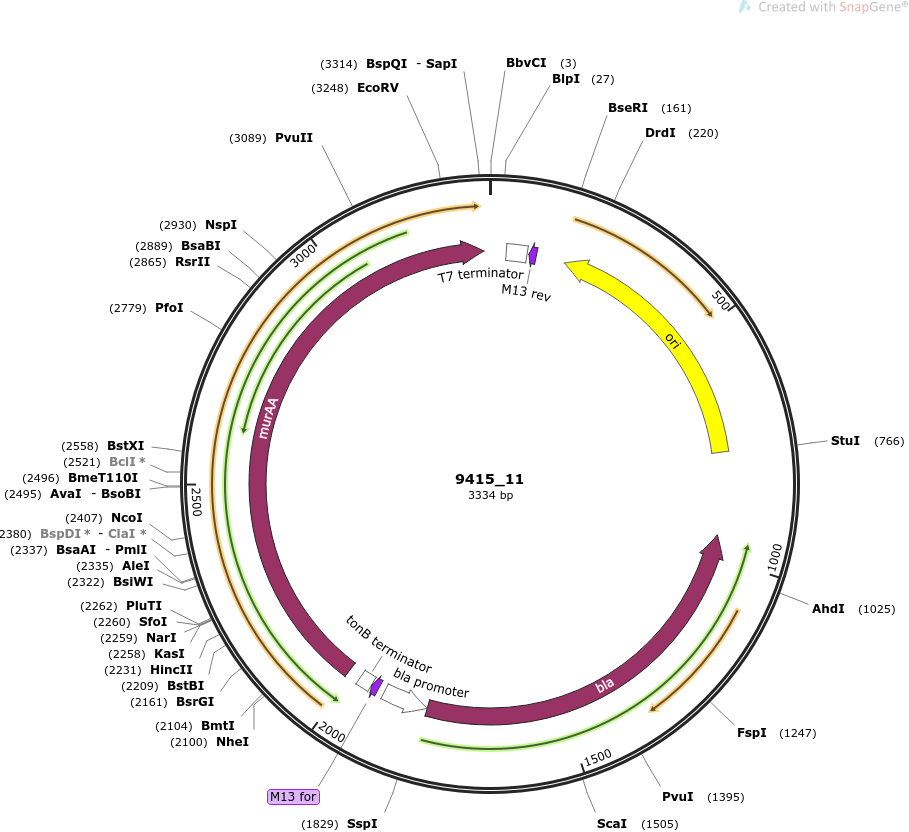 Created with SnapGene®
(3314) BspQI - SapI
(3248) EcoRV
(3089) PvuII
BbvCI (3)
BlpI (27)
BseRI (161)
DrdI (220)
(2930) NspI
(2889) BsaBI
(2865) RsrII
(2779) PfoI
3000
T7 terminator
M13 rev
500
ori
murAA
(2558) BstXI
(2521) BclI *
(2496) BmeT110I
(2495) AvaI - BsoBI
(2407) NcoI
2380) BspDI * - ClaI *
(2337) BsaAI - PmlI
(2335) AleI
(2322) BsiWI
(2262) PluTI
(2260) SfoI
(2259) NarI
(2258) KasI
(2231) HincII
(2209) BstBI
(2161) BsrGI
(2104) BmtI
(2100) NheI
2500
9415_11
3334 bp
StuI (766)
1000
AhdI (1025)
tonB terminator
bla promoter
bla
2000
1500
FspI (1247)
PvuI (1395)
ScaI (1505)
M13 for
(1829) SspI